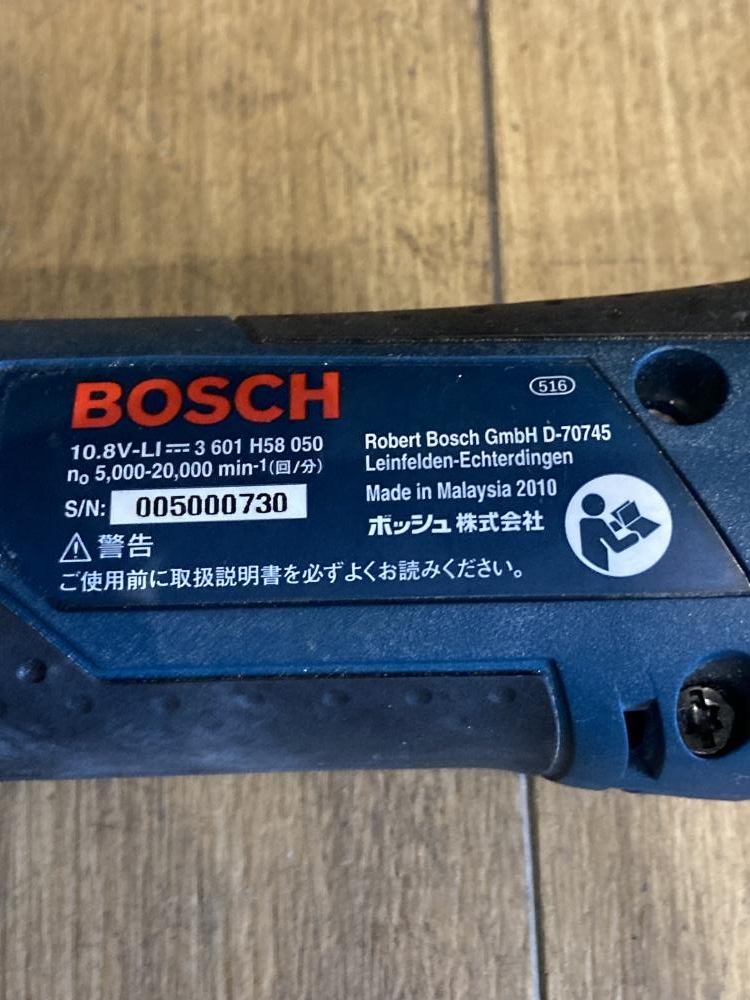 BOSCH
516
10.8V-LI⎓ 3 601 H58 050
n₀ 5,000-20,000 min⁻¹(回/分)
S/N: 005000730
Robert Bosch GmbH D-70745
Leinfelden-Echterdingen
Made in Malaysia 2010
ボッシュ株式会社
⚠ 警告
ご使用前に取扱説明書を必ずよくお読みください。